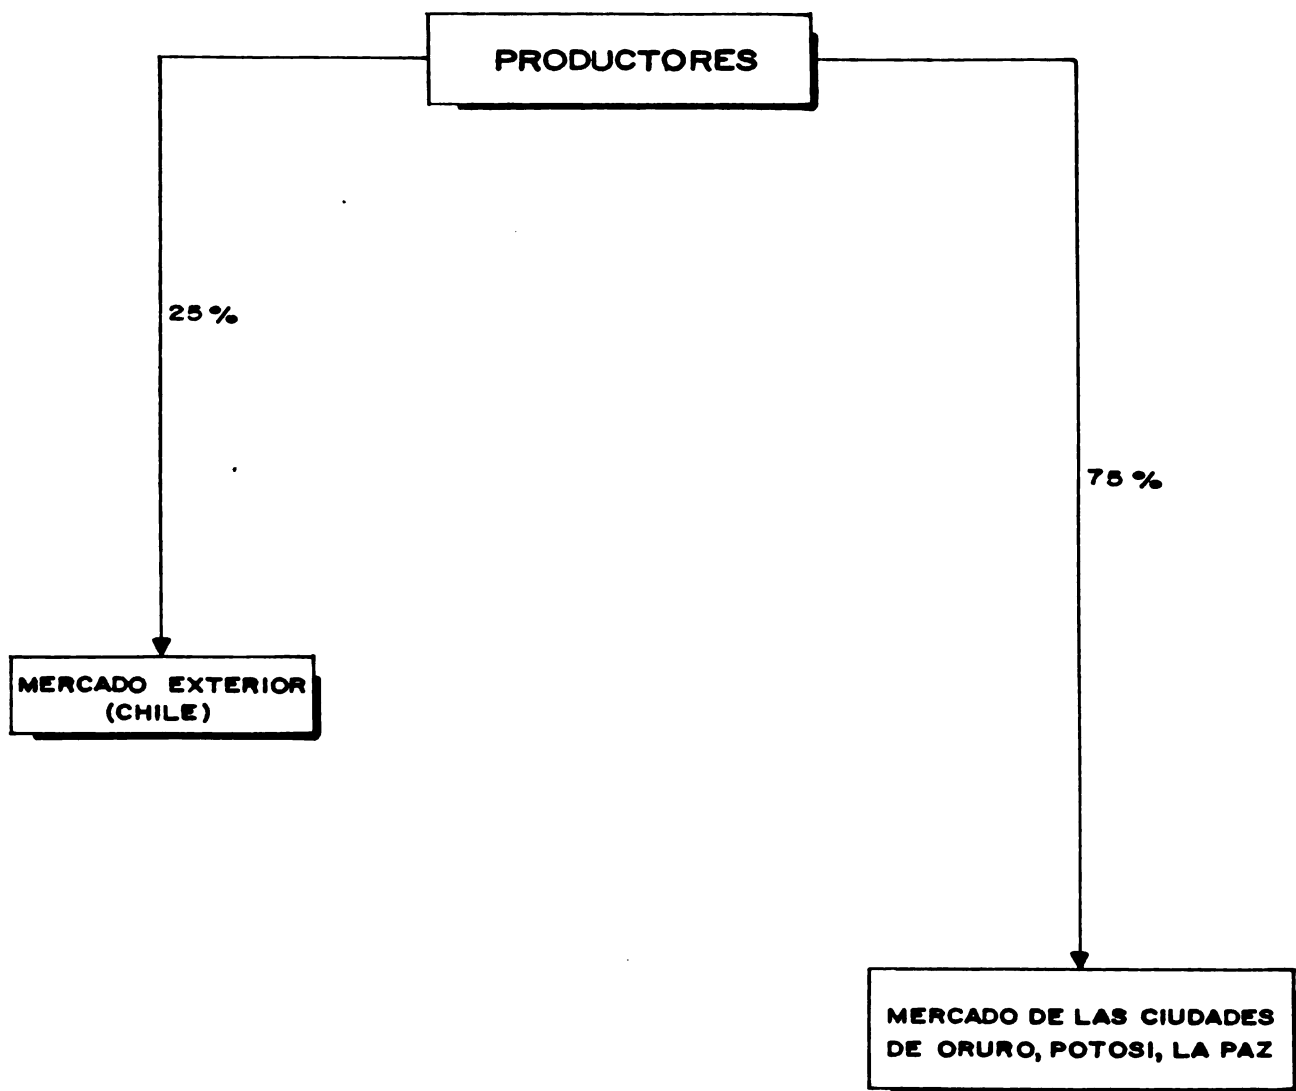 PRODUCTORES
25 %
75 %
MERCADO EXTERIOR
(CHILE)
MERCADO DE LAS CIUDADES
DE ORURO, POTOSI, LA PAZ